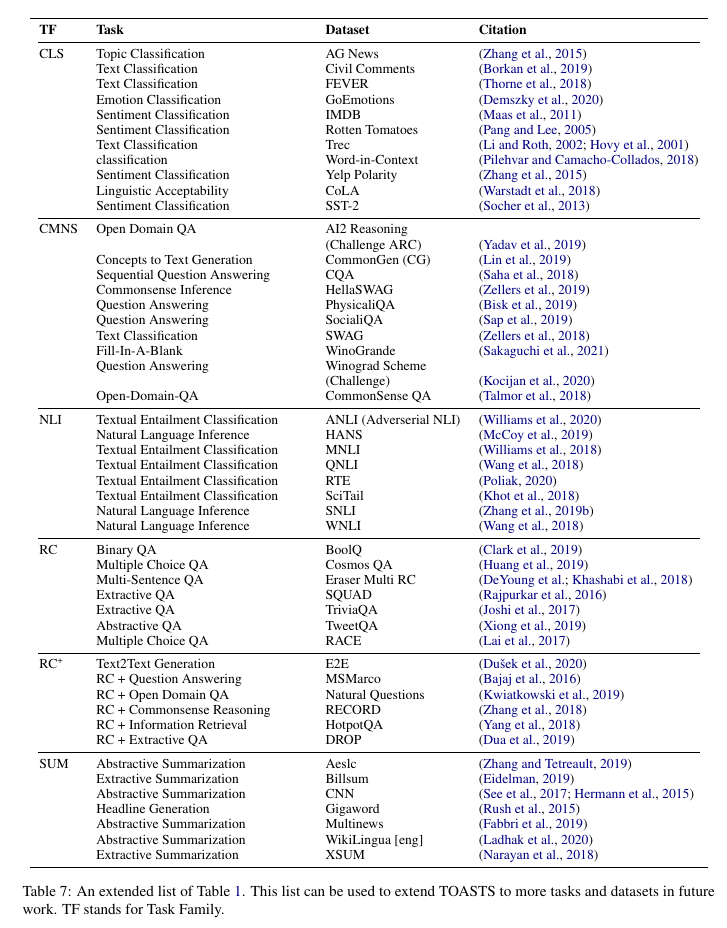 TF Task Dataset Citation
CLS Topic Classification AG News (Zhang et al., 2015)
Text Classification Civil Comments (Borkan et al., 2019)
Text Classification FEVER (Thorne et al., 2018)
Emotion Classification GoEmotions (Demszky et al., 2020)
Sentiment Classification IMDB (Maas et al., 2011)
Sentiment Classification Rotten Tomatoes (Pang and Lee, 2005)
Text Classification Trec (Li and Roth, 2002; Hovy et al., 2001)
classification Word-in-Context (Pilehvar and Camacho-Collados, 2018)
Sentiment Classification Yelp Polarity (Zhang et al., 2015)
Linguistic Acceptability CoLA (Warstadt et al., 2018)
Sentiment Classification SST-2 (Socher et al., 2013)
CMNS Open Domain QA AI2 Reasoning
(Challenge ARC) (Yadav et al., 2019)
Concepts to Text Generation CommonGen (CG) (Lin et al., 2019)
Sequential Question Answering CQA (Saha et al., 2018)
Commonsense Inference HellaSWAG (Zellers et al., 2019)
Question Answering PhysicaliQA (Bisk et al., 2019)
Question Answering SocialiQA (Sap et al., 2019)
Text Classification SWAG (Zellers et al., 2018)
Fill-In-A-Blank WinoGrande (Sakaguchi et al., 2021)
Question Answering Winograd Scheme
(Challenge) (Kocijan et al., 2020)
Open-Domain-QA CommonSense QA (Talmor et al., 2018)
NLI Textual Entailment Classification ANLI (Adverserial NLI) (Williams et al., 2020)
Natural Language Inference HANS (McCoy et al., 2019)
Textual Entailment Classification MNLI (Williams et al., 2018)
Textual Entailment Classification QNLI (Wang et al., 2018)
Textual Entailment Classification RTE (Poliak, 2020)
Textual Entailment Classification SciTail (Khot et al., 2018)
Natural Language Inference SNLI (Zhang et al., 2019b)
Natural Language Inference WNLI (Wang et al., 2018)
RC Binary QA BoolQ (Clark et al., 2019)
Multiple Choice QA Cosmos QA (Huang et al., 2019)
Multi-Sentence QA Eraser Multi RC (DeYoung et al.; Khashabi et al., 2018)
Extractive QA SQUAD (Rajpurkar et al., 2016)
Extractive QA TriviaQA (Joshi et al., 2017)
Abstractive QA TweetQA (Xiong et al., 2019)
Multiple Choice QA RACE (Lai et al., 2017)
RC⁺ Text2Text Generation E2E (Dušek et al., 2020)
RC + Question Answering MSMarco (Bajaj et al., 2016)
RC + Open Domain QA Natural Questions (Kwiatkowski et al., 2019)
RC + Commonsense Reasoning RECORD (Zhang et al., 2018)
RC + Information Retrieval HotpotQA (Yang et al., 2018)
RC + Extractive QA DROP (Dua et al., 2019)
SUM Abstractive Summarization Aeslc (Zhang and Tetreault, 2019)
Extractive Summarization Billsum (Eidelman, 2019)
Abstractive Summarization CNN (See et al., 2017; Hermann et al., 2015)
Headline Generation Gigaword (Rush et al., 2015)
Abstractive Summarization Multinews (Fabbri et al., 2019)
Abstractive Summarization WikiLingua [eng] (Ladhak et al., 2020)
Extractive Summarization XSUM (Narayan et al., 2018)
Table 7: An extended list of Table 1. This list can be used to extend TOASTS to more tasks and datasets in future
work. TF stands for Task Family.